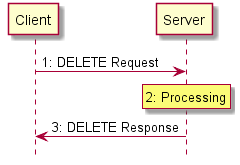 Client
Server
1: DELETE Request
2: Processing
3: DELETE Response